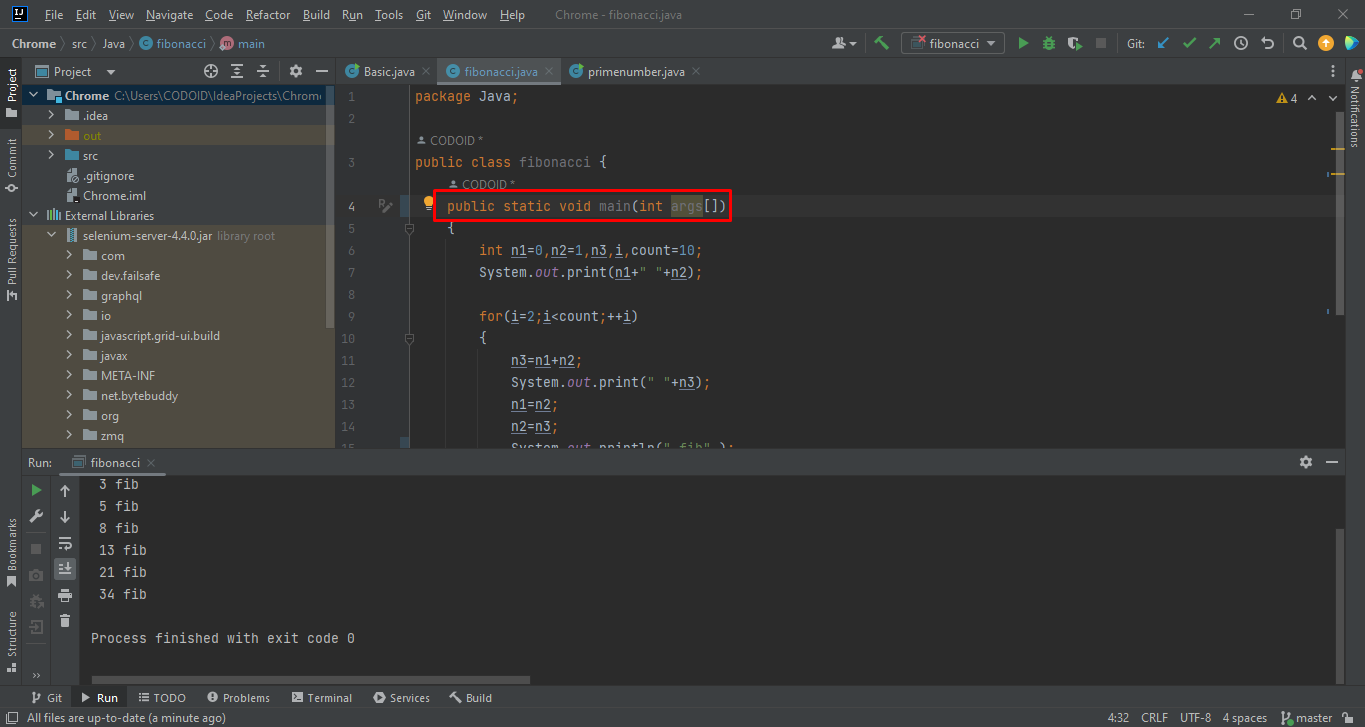 File Edit View Navigate Code Refactor Build Run Tools Git Window Help Chrome - fibonacci.java
Chrome src Java fibonacci main fibonacci Git:
Project Basic.java fibonacci.java primenumber.java
Chrome C:\Users\CODOID\IdeaProjects\Chrome
.idea
out
src
.gitignore
Chrome.iml
External Libraries
selenium-server-4.4.0.jar library root
com
dev.failsafe
graphql
io
javascript.grid-ui.build
javax
META-INF
net.bytebuddy
org
zmq
1 package Java;
2
CODOID *
3 public class fibonacci {
CODOID *
4 public static void main(int args[])
5 {
6 int n1=0,n2=1,n3,i,count=10;
7 System.out.print(n1+" "+n2);
8
9 for(i=2;i<count;++i)
10 {
11 n3=n1+n2;
12 System.out.print(" "+n3);
13 n1=n2;
14 n2=n3;
15 System.out.println(" fib" );
4
Project
Commit
Pull Requests
Bookmarks
Structure
Notifications
Run: fibonacci
3 fib
5 fib
8 fib
13 fib
21 fib
34 fib
Process finished with exit code 0
Git Run TODO Problems Terminal Services Build
All files are up-to-date (a minute ago) 4:32 CRLF UTF-8 4 spaces master